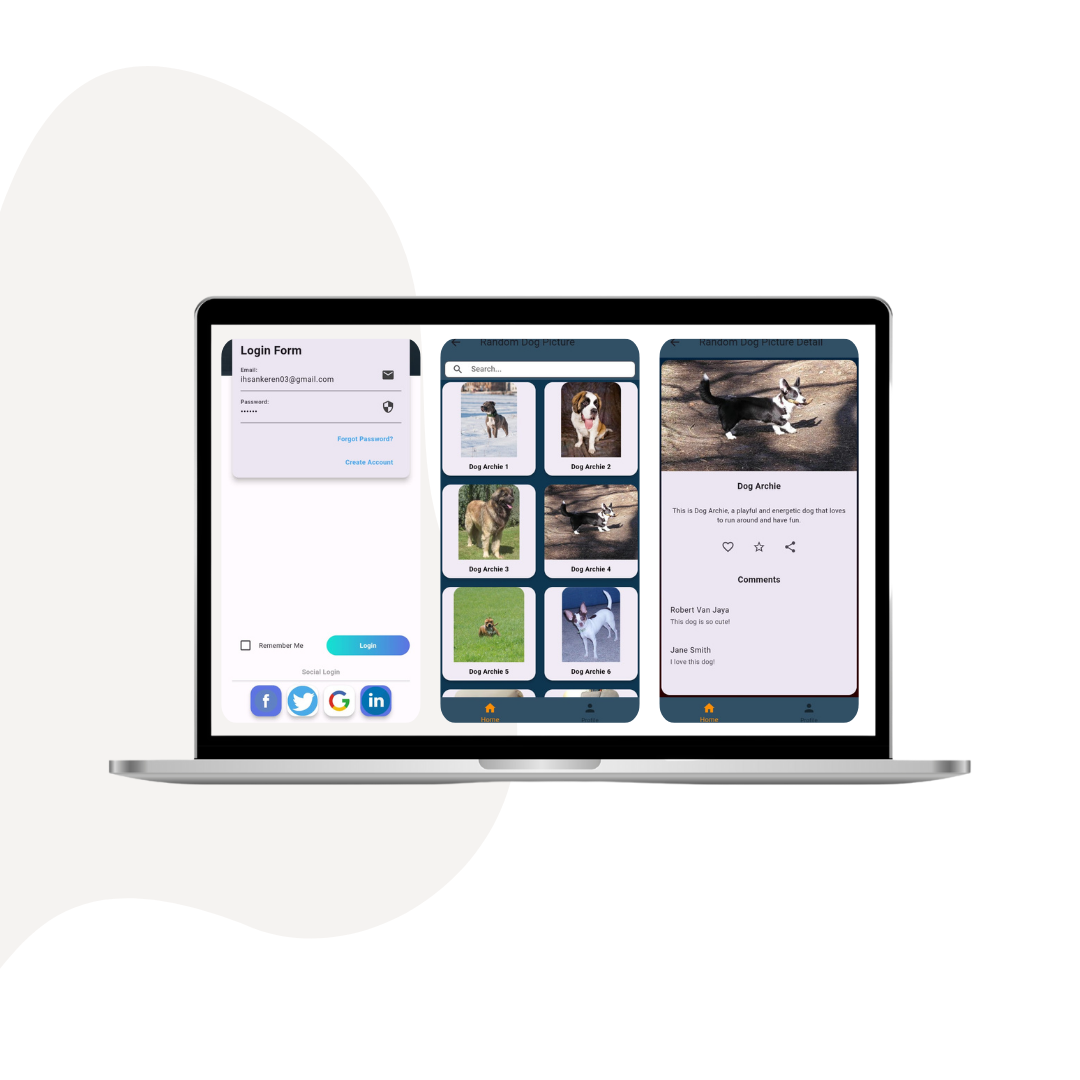 Login Form
Email:
ihsankeren03@gmail.com
Password:
••••••
Forgot Password?
Create Account
Remember Me
Login
Social Login
f
G
in
Random Dog Picture
Search...
Dog Archie 1
Dog Archie 2
Dog Archie 3
Dog Archie 4
Dog Archie 5
Dog Archie 6
Home
Random Dog Picture Detail
Dog Archie
This is Dog Archie, a playful and energetic dog that loves
to run around and have fun.
Comments
Robert Van Jaya
This dog is so cute!
Jane Smith
I love this dog!
Home